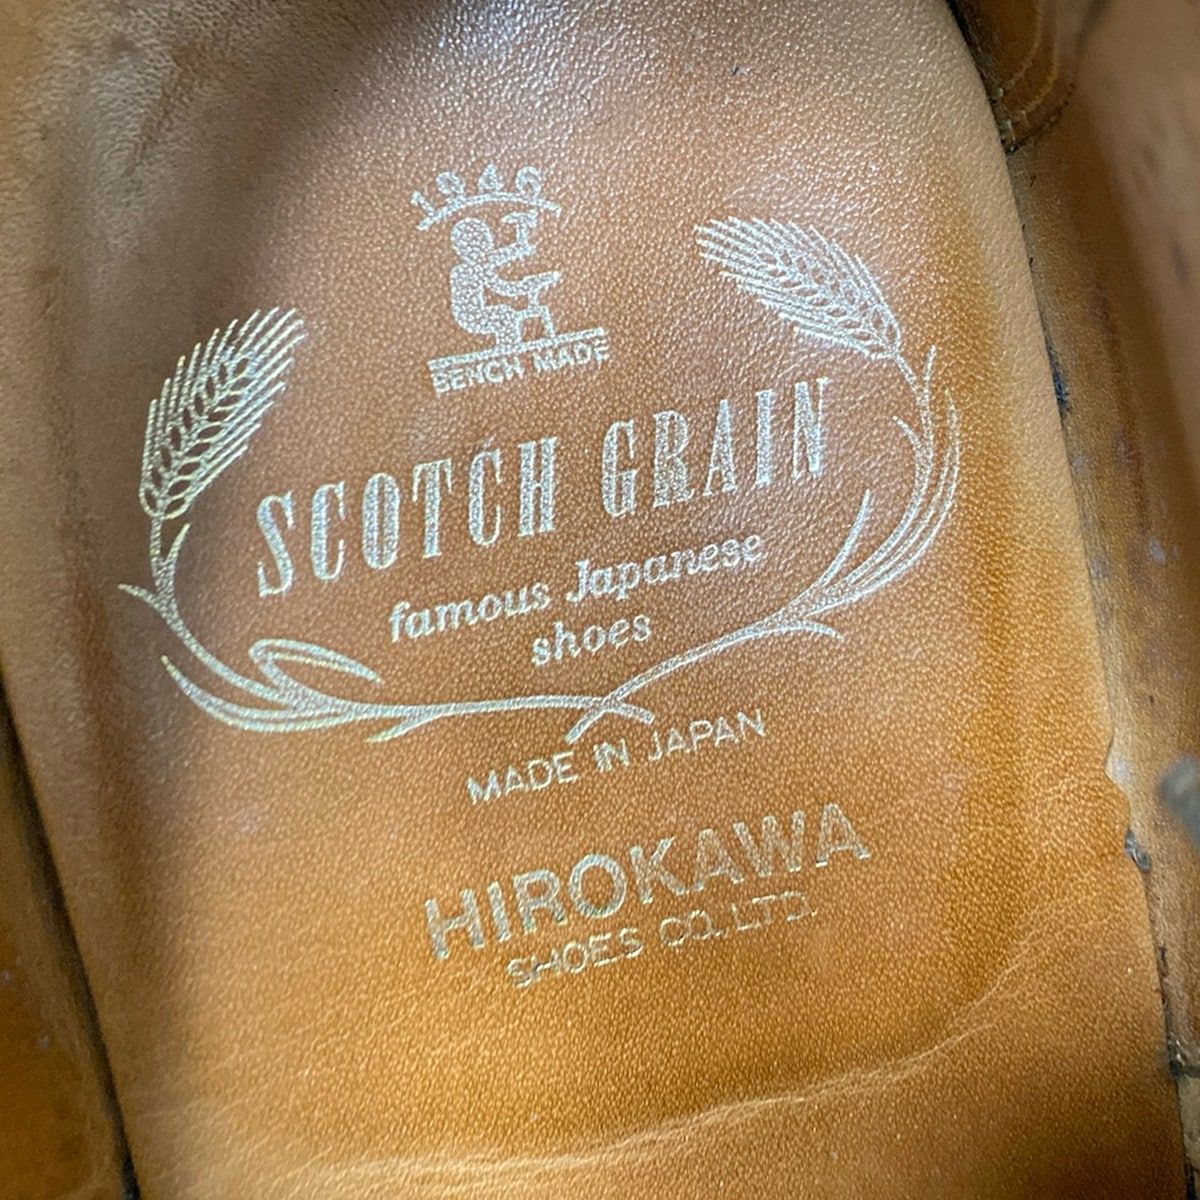 1946
BENCH MADE
SCOTCH GRAIN
famous Japanese
shoes
MADE IN JAPAN
HIROKAWA
SHOES CO.,LTD.